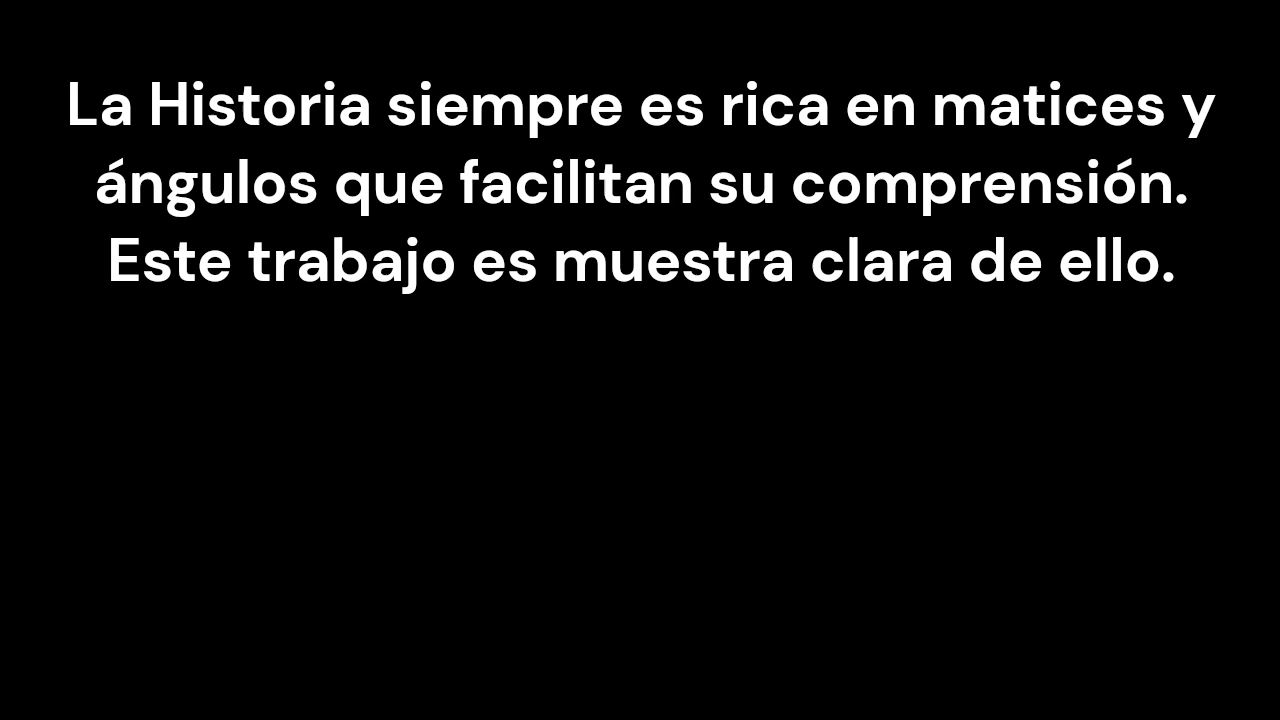 La Historia siempre es rica en matices y
ángulos que facilitan su comprensión.
Este trabajo es muestra clara de ello.